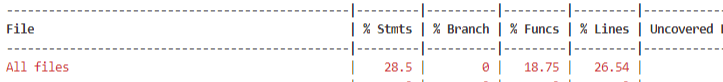 File | % Stmts | % Branch | % Funcs | % Lines | Uncovered
All files | 28.5 | 0 | 18.75 | 26.54 |